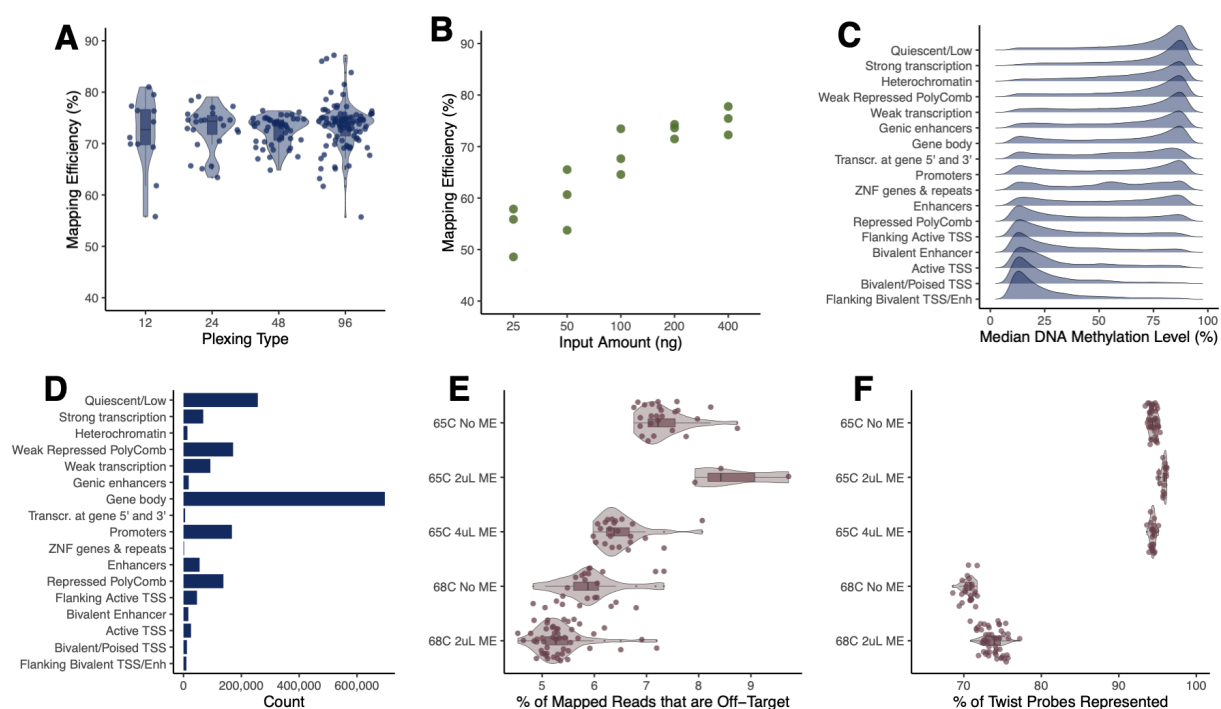 A
Mapping Efficiency (%)
90
80
70
60
50
40
12
24
48
96
Plexing Type
B
Mapping Efficiency (%)
90
80
70
60
50
40
25
50
100
200
400
Input Amount (ng)
C
Quiescent/Low
Strong transcription
Heterochromatin
Weak Repressed PolyComb
Weak transcription
Genic enhancers
Gene body
Transcr. at gene 5' and 3'
Promoters
ZNF genes & repeats
Enhancers
Repressed PolyComb
Flanking Active TSS
Bivalent Enhancer
Active TSS
Bivalent/Poised TSS
Flanking Bivalent TSS/Enh
0
25
50
75
100
Median DNA Methylation Level (%)
D
Quiescent/Low
Strong transcription
Heterochromatin
Weak Repressed PolyComb
Weak transcription
Genic enhancers
Gene body
Transcr. at gene 5' and 3'
Promoters
ZNF genes & repeats
Enhancers
Repressed PolyComb
Flanking Active TSS
Bivalent Enhancer
Active TSS
Bivalent/Poised TSS
Flanking Bivalent TSS/Enh
0
200,000
400,000
600,000
Count
E
65C No ME
65C 2uL ME
65C 4uL ME
68C No ME
68C 2uL ME
5
6
7
8
9
% of Mapped Reads that are Off−Target
F
65C No ME
65C 2uL ME
65C 4uL ME
68C No ME
68C 2uL ME
70
80
90
100
% of Twist Probes Represented